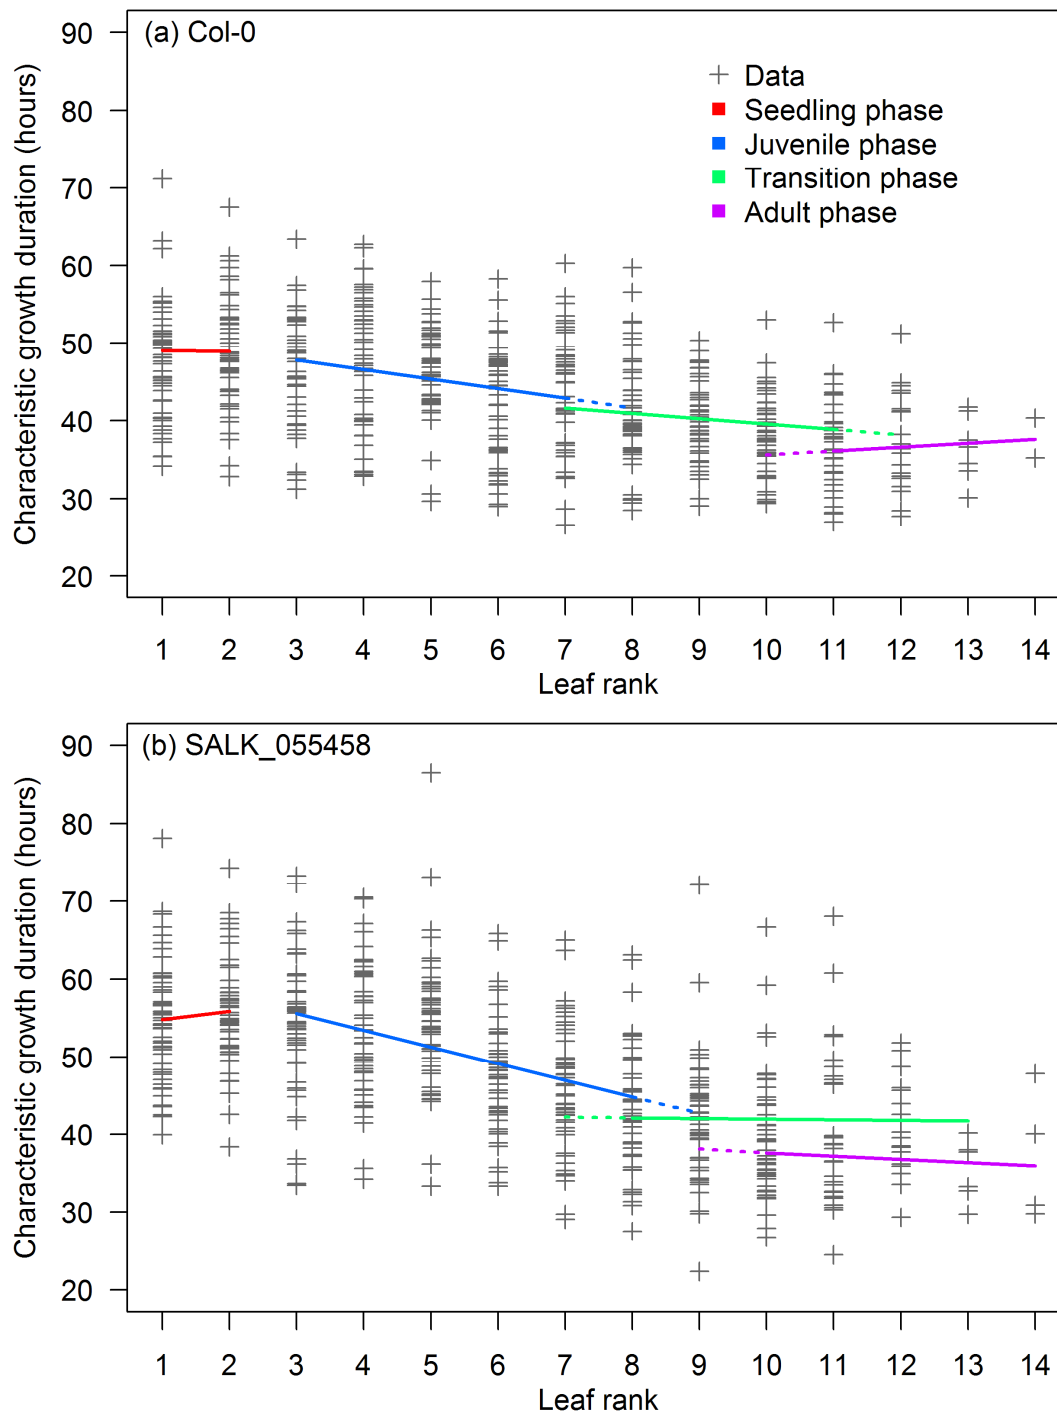 (a) Col-0
Characteristic growth duration (hours)
90
80
70
60
50
40
30
20
Data
Seedling phase
Juvenile phase
Transition phase
Adult phase
1 2 3 4 5 6 7 8 9 10 11 12 13 14
Leaf rank
(b) SALK_055458
Characteristic growth duration (hours)
90
80
70
60
50
40
30
20
1 2 3 4 5 6 7 8 9 10 11 12 13 14
Leaf rank